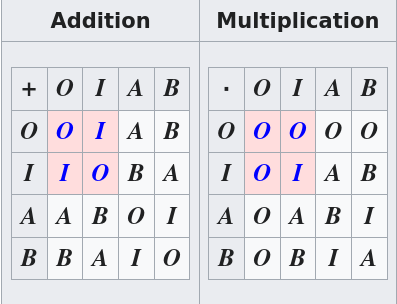 Addition Multiplication
+ O I A B · O I A B
O O I A B O O O O O
I I O B A I O I A B
A A B O I A O A B I
B B A I O B O B I A